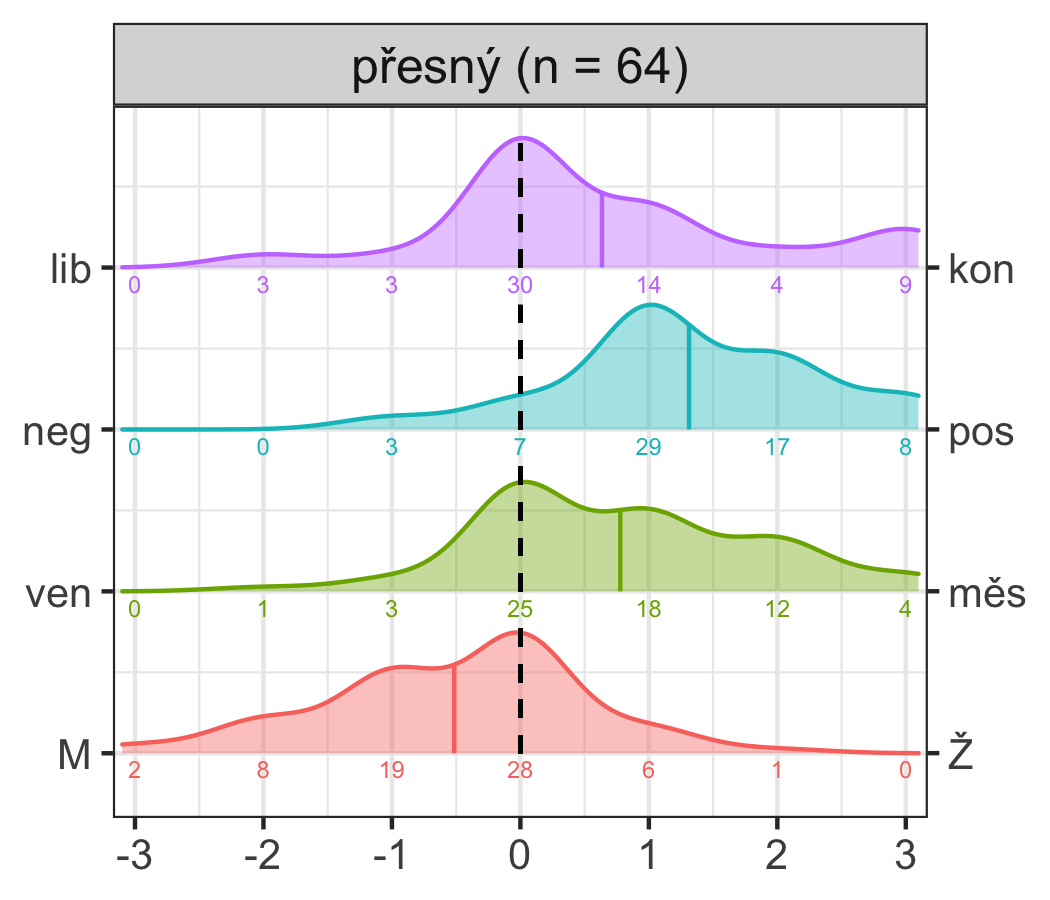 přesný (n = 64)
lib kon
0 3 3 30 14 4 9
neg pos
0 0 3 7 29 17 8
ven měs
0 1 3 25 18 12 4
M Ž
2 8 19 28 6 1 0
-3 -2 -1 0 1 2 3